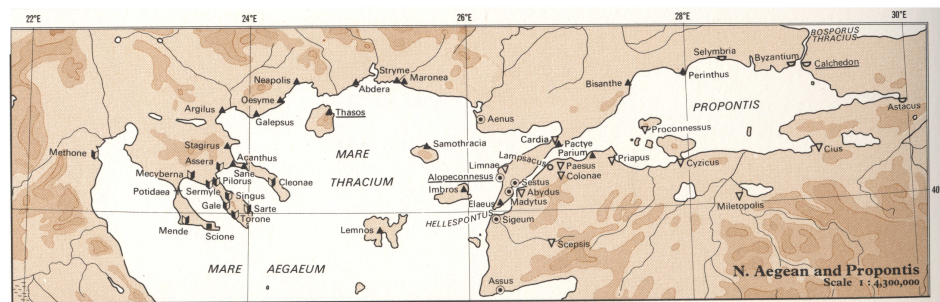 22°E
24°E
26°E
28°E
30°E
BOSPORUS
THRACIUS
Selymbria
Byzantium
Calchedon
Stryme
Maronea
Neapolis
Abdera
Bisanthe
Perinthus
Oesyme
Argilus
Galepsus
Thasos
PROPONTIS
Astacus
Aenus
Proconnessus
Cardia
Pactye
Stagirus
Samothracia
Parium
Cius
Methone
MARE
Acanthus
Assera
Sane
Lampsacus
Priapus
Cyzicus
Limnae
Paesus
Mecyberna
Pilorus
Cleonae
THRACIUM
Alopeconnesus
Colonae
Potidaea
Sermyle
Singus
Imbros
Sestus
Abydus
Miletopolis
40
Gale
Sarte
Elaeus
Madytus
Torone
HELLESPONTUS
Sigeum
Mende
Scione
Lemnos
Scepsis
MARE AEGAEUM
N. Aegean and Propontis
Scale 1 : 4,300,000
Assus